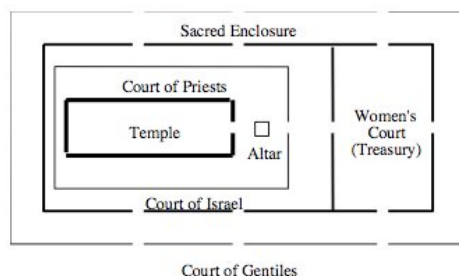 Sacred Enclosure
Court of Priests
Temple
Altar
Women's
Court
(Treasury)
Court of Israel
Court of Gentiles